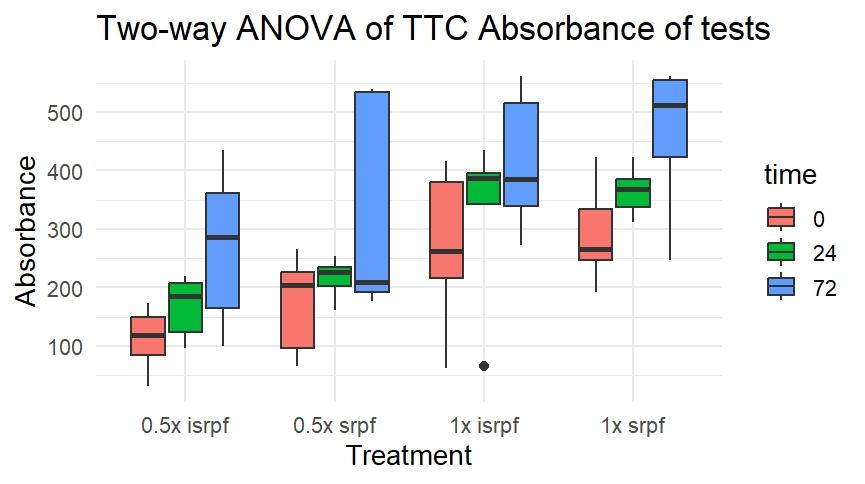 Two-way ANOVA of TTC Absorbance of tests
Absorbance
500
400
300
200
100
0.5x isrpf
0.5x srpf
1x isrpf
1x srpf
Treatment
time
0
24
72